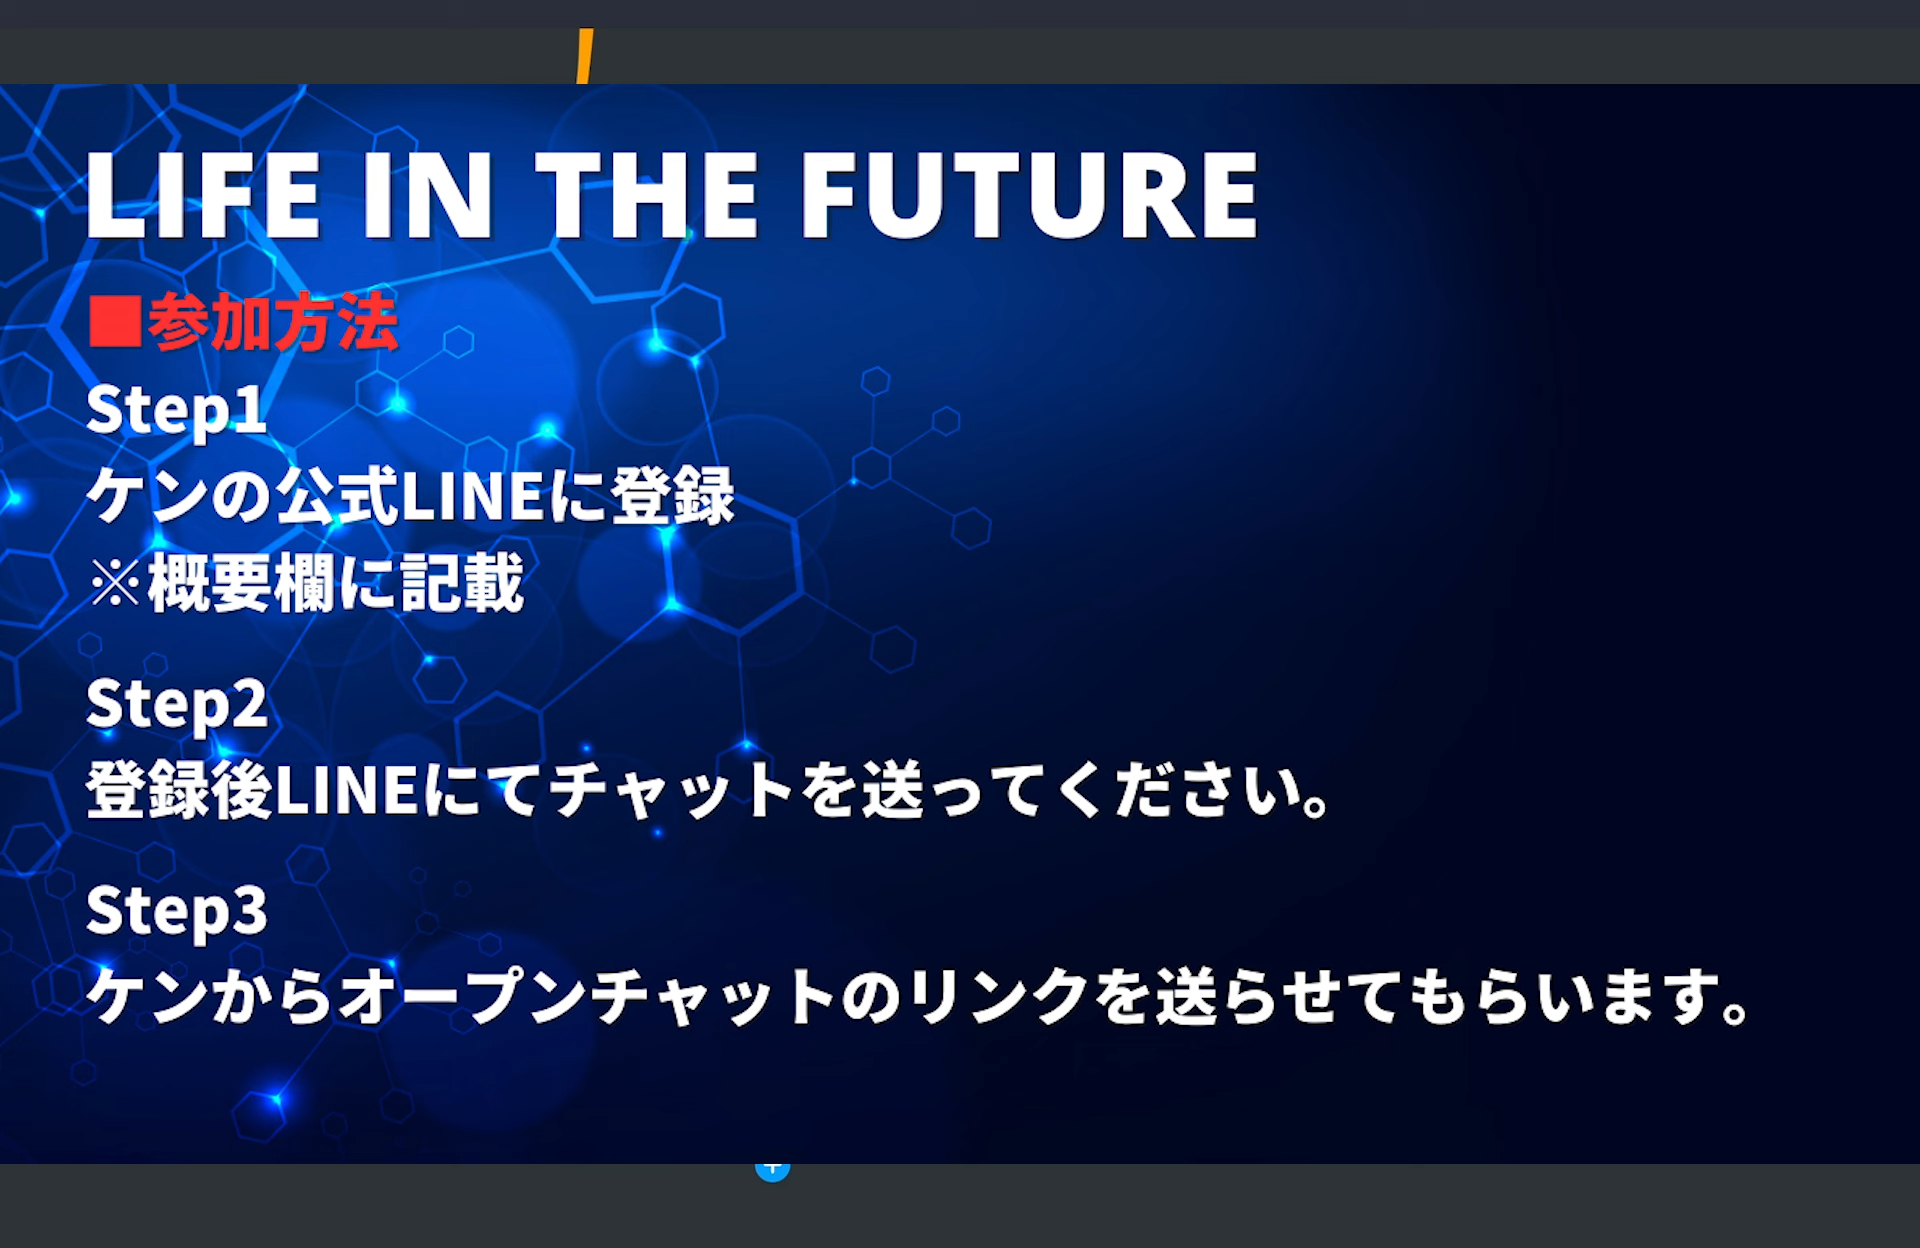 LIFE IN THE FUTURE
■参加方法
Step1
ケンの公式LINEに登録
※概要欄に記載
Step2
登録後LINEにてチャットを送ってください。
Step3
ケンからオープンチャットのリンクを送らせてもらいます。